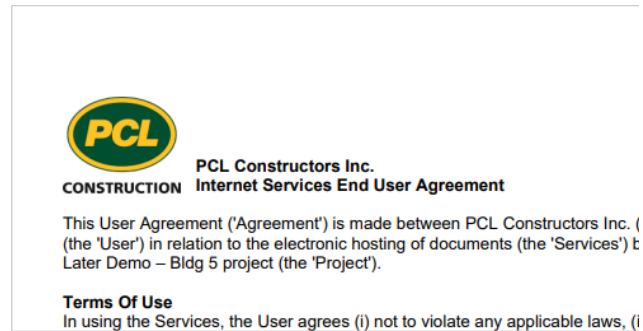 PCL
CONSTRUCTION
PCL Constructors Inc.
Internet Services End User Agreement
This User Agreement ('Agreement') is made between PCL Constructors Inc. (
(the 'User') in relation to the electronic hosting of documents (the 'Services') b
Later Demo – Bldg 5 project (the 'Project').
Terms Of Use
In using the Services, the User agrees (i) not to violate any applicable laws, (i